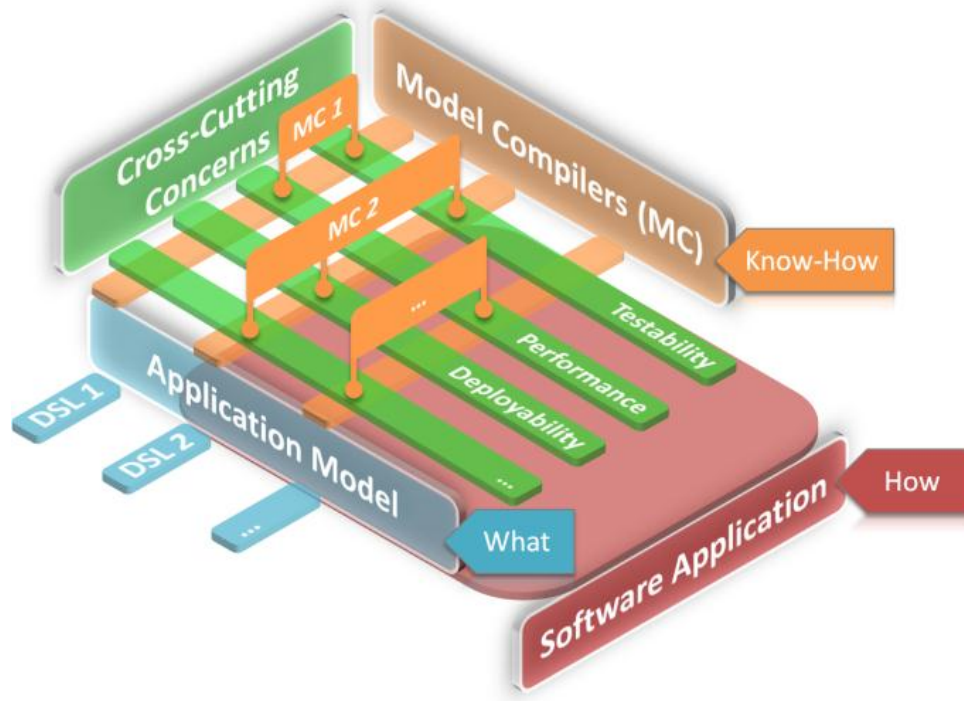 Cross-Cutting
Concerns
Model Compilers (MC)
Know-How
MC 1
MC 2
...
Testability
Performance
Deployability
...
Application Model
What
DSL 1
DSL 2
...
Software Application
How